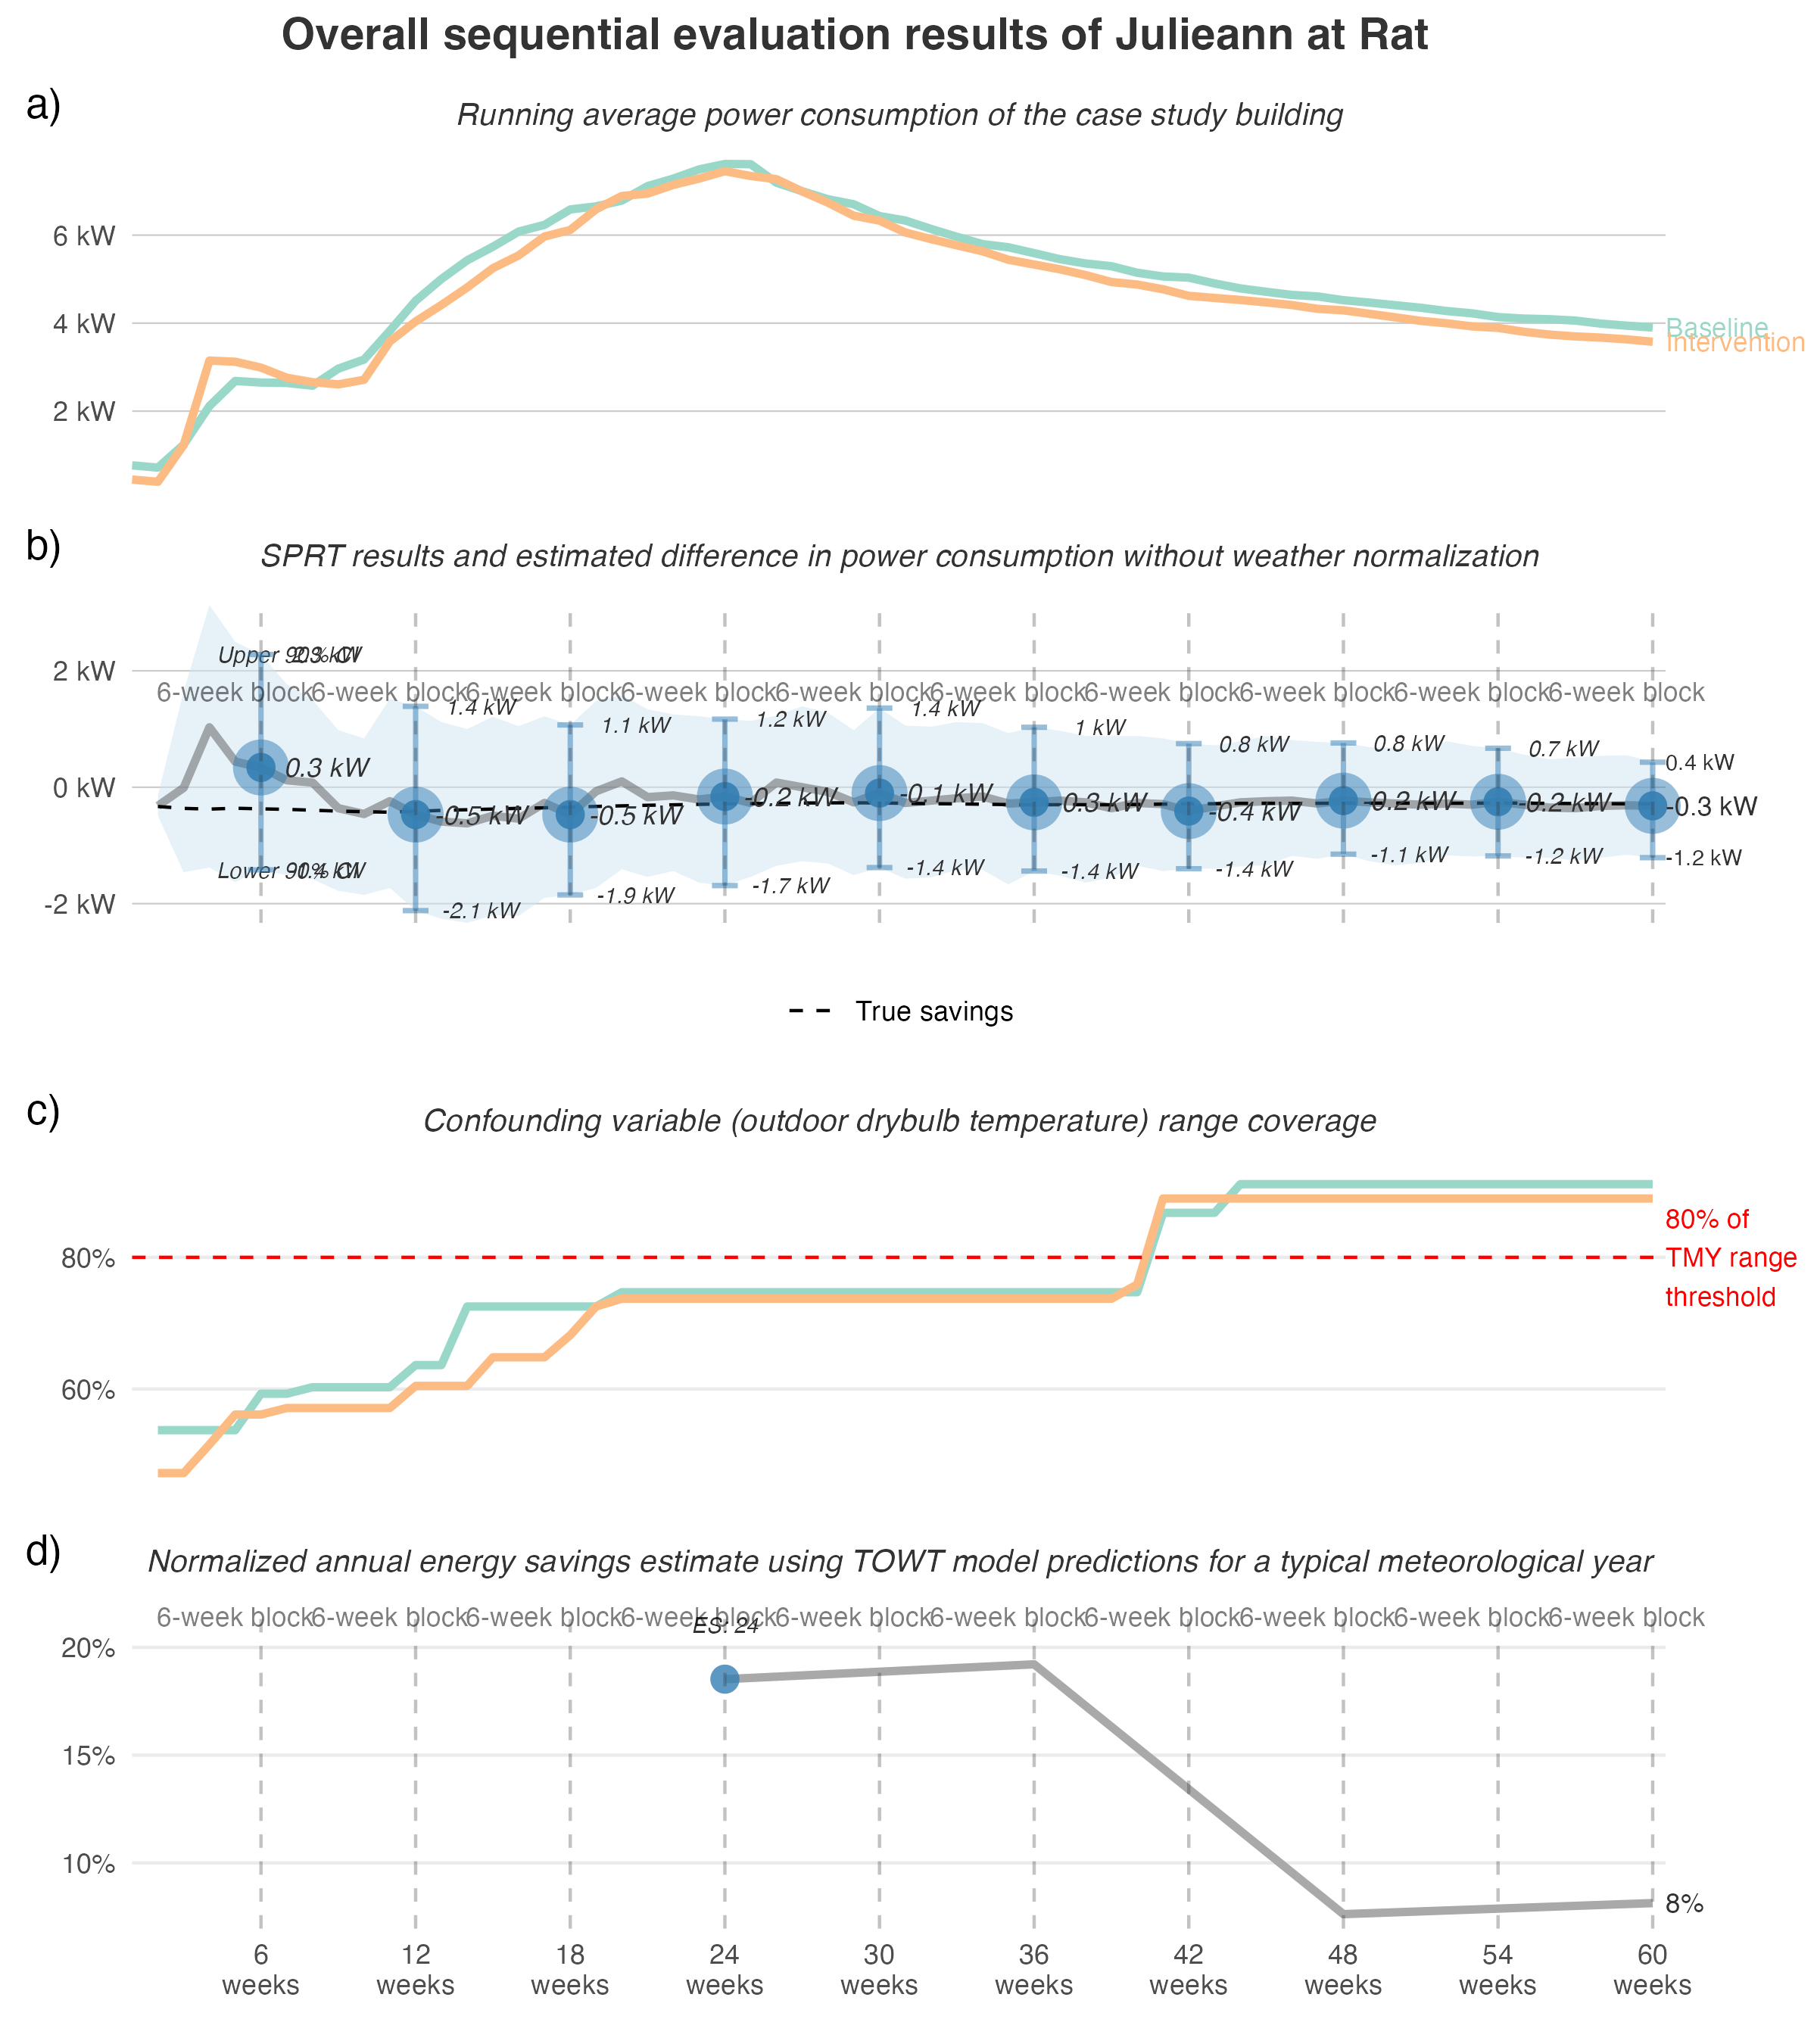 Overall sequential evaluation results of Julieann at Rat
a)
Running average power consumption of the case study building
6 kW
4 kW
2 kW
Baseline
Intervention
b)
SPRT results and estimated difference in power consumption without weather normalization
2 kW
0 kW
-2 kW
Upper 90% CI
2.3 kW
6-week block
6-week block
6-week block
6-week block
6-week block
6-week block
6-week block
6-week block
6-week block
6-week block
1.4 kW
1.1 kW
1.2 kW
1.4 kW
1 kW
0.8 kW
0.8 kW
0.7 kW
0.4 kW
0.3 kW
-0.5 kW
-0.5 kW
-0.2 kW
-0.1 kW
-0.3 kW
-0.4 kW
-0.2 kW
-0.2 kW
-0.3 kW
Lower 90% CI
-1.4 kW
-2.1 kW
-1.9 kW
-1.7 kW
-1.4 kW
-1.4 kW
-1.4 kW
-1.1 kW
-1.2 kW
-1.2 kW
True savings
c)
Confounding variable (outdoor drybulb temperature) range coverage
80%
60%
80% of
TMY range
threshold
d)
Normalized annual energy savings estimate using TOWT model predictions for a typical meteorological year
6-week block
6-week block
6-week block
6-week block
6-week block
6-week block
6-week block
6-week block
6-week block
6-week block
ES: 24
20%
15%
10%
8%
6 weeks
12 weeks
18 weeks
24 weeks
30 weeks
36 weeks
42 weeks
48 weeks
54 weeks
60 weeks